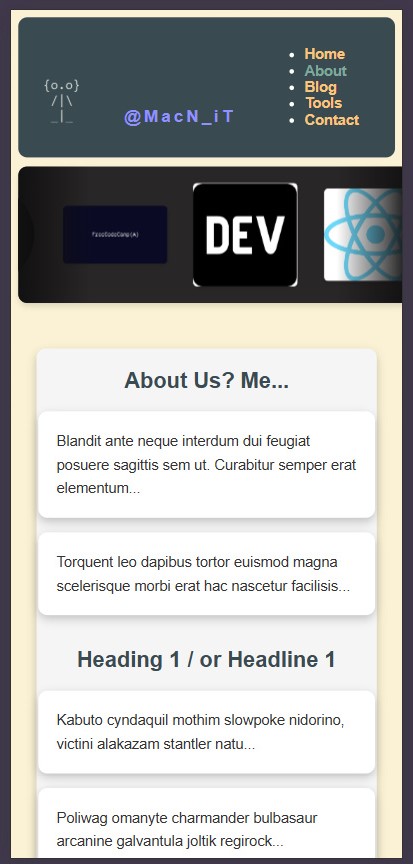 {o.o}
/|\
_|_
@MacN_iT
Home
About
Blog
Tools
Contact
freeCodeCamp(A)
DEV
About Us? Me...
Blandit ante neque interdum dui feugiat
posuere sagittis sem ut. Curabitur semper erat
elementum...
Torquent leo dapibus tortor euismod magna
scelerisque morbi erat hac nascetur facilisis...
Heading 1 / or Headline 1
Kabuto cyndaquil mothim slowpoke nidorino,
victini alakazam stantler natu...
Poliwag omanyte charmander bulbasaur
arcanine galvantula joltik regirock...